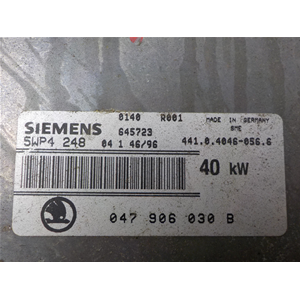 0140 R001 MADE IN GERMANY
SIEMENS 645723 SME
5WP4 248 04 1 46/96 441.0.4046-056.6
40 kW
047 906 030 B